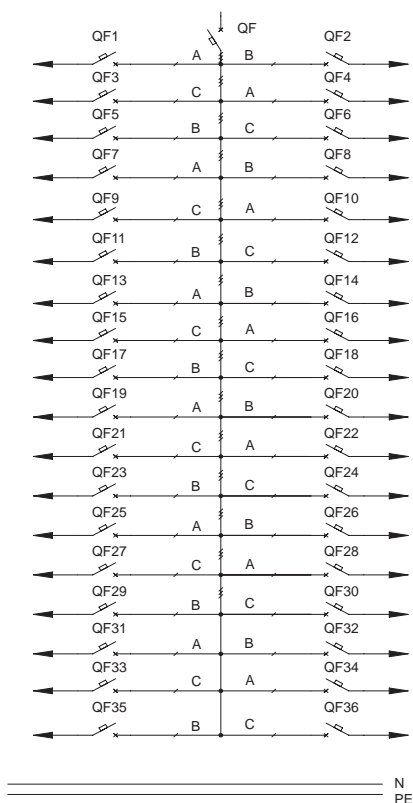 QF
QF1 A B QF2
QF3 C A QF4
QF5 B C QF6
QF7 A B QF8
QF9 C A QF10
QF11 B C QF12
QF13 A B QF14
QF15 C A QF16
QF17 B C QF18
QF19 A B QF20
QF21 C A QF22
QF23 B C QF24
QF25 A B QF26
QF27 C A QF28
QF29 B C QF30
QF31 A B QF32
QF33 C A QF34
QF35 B C QF36
N
PE